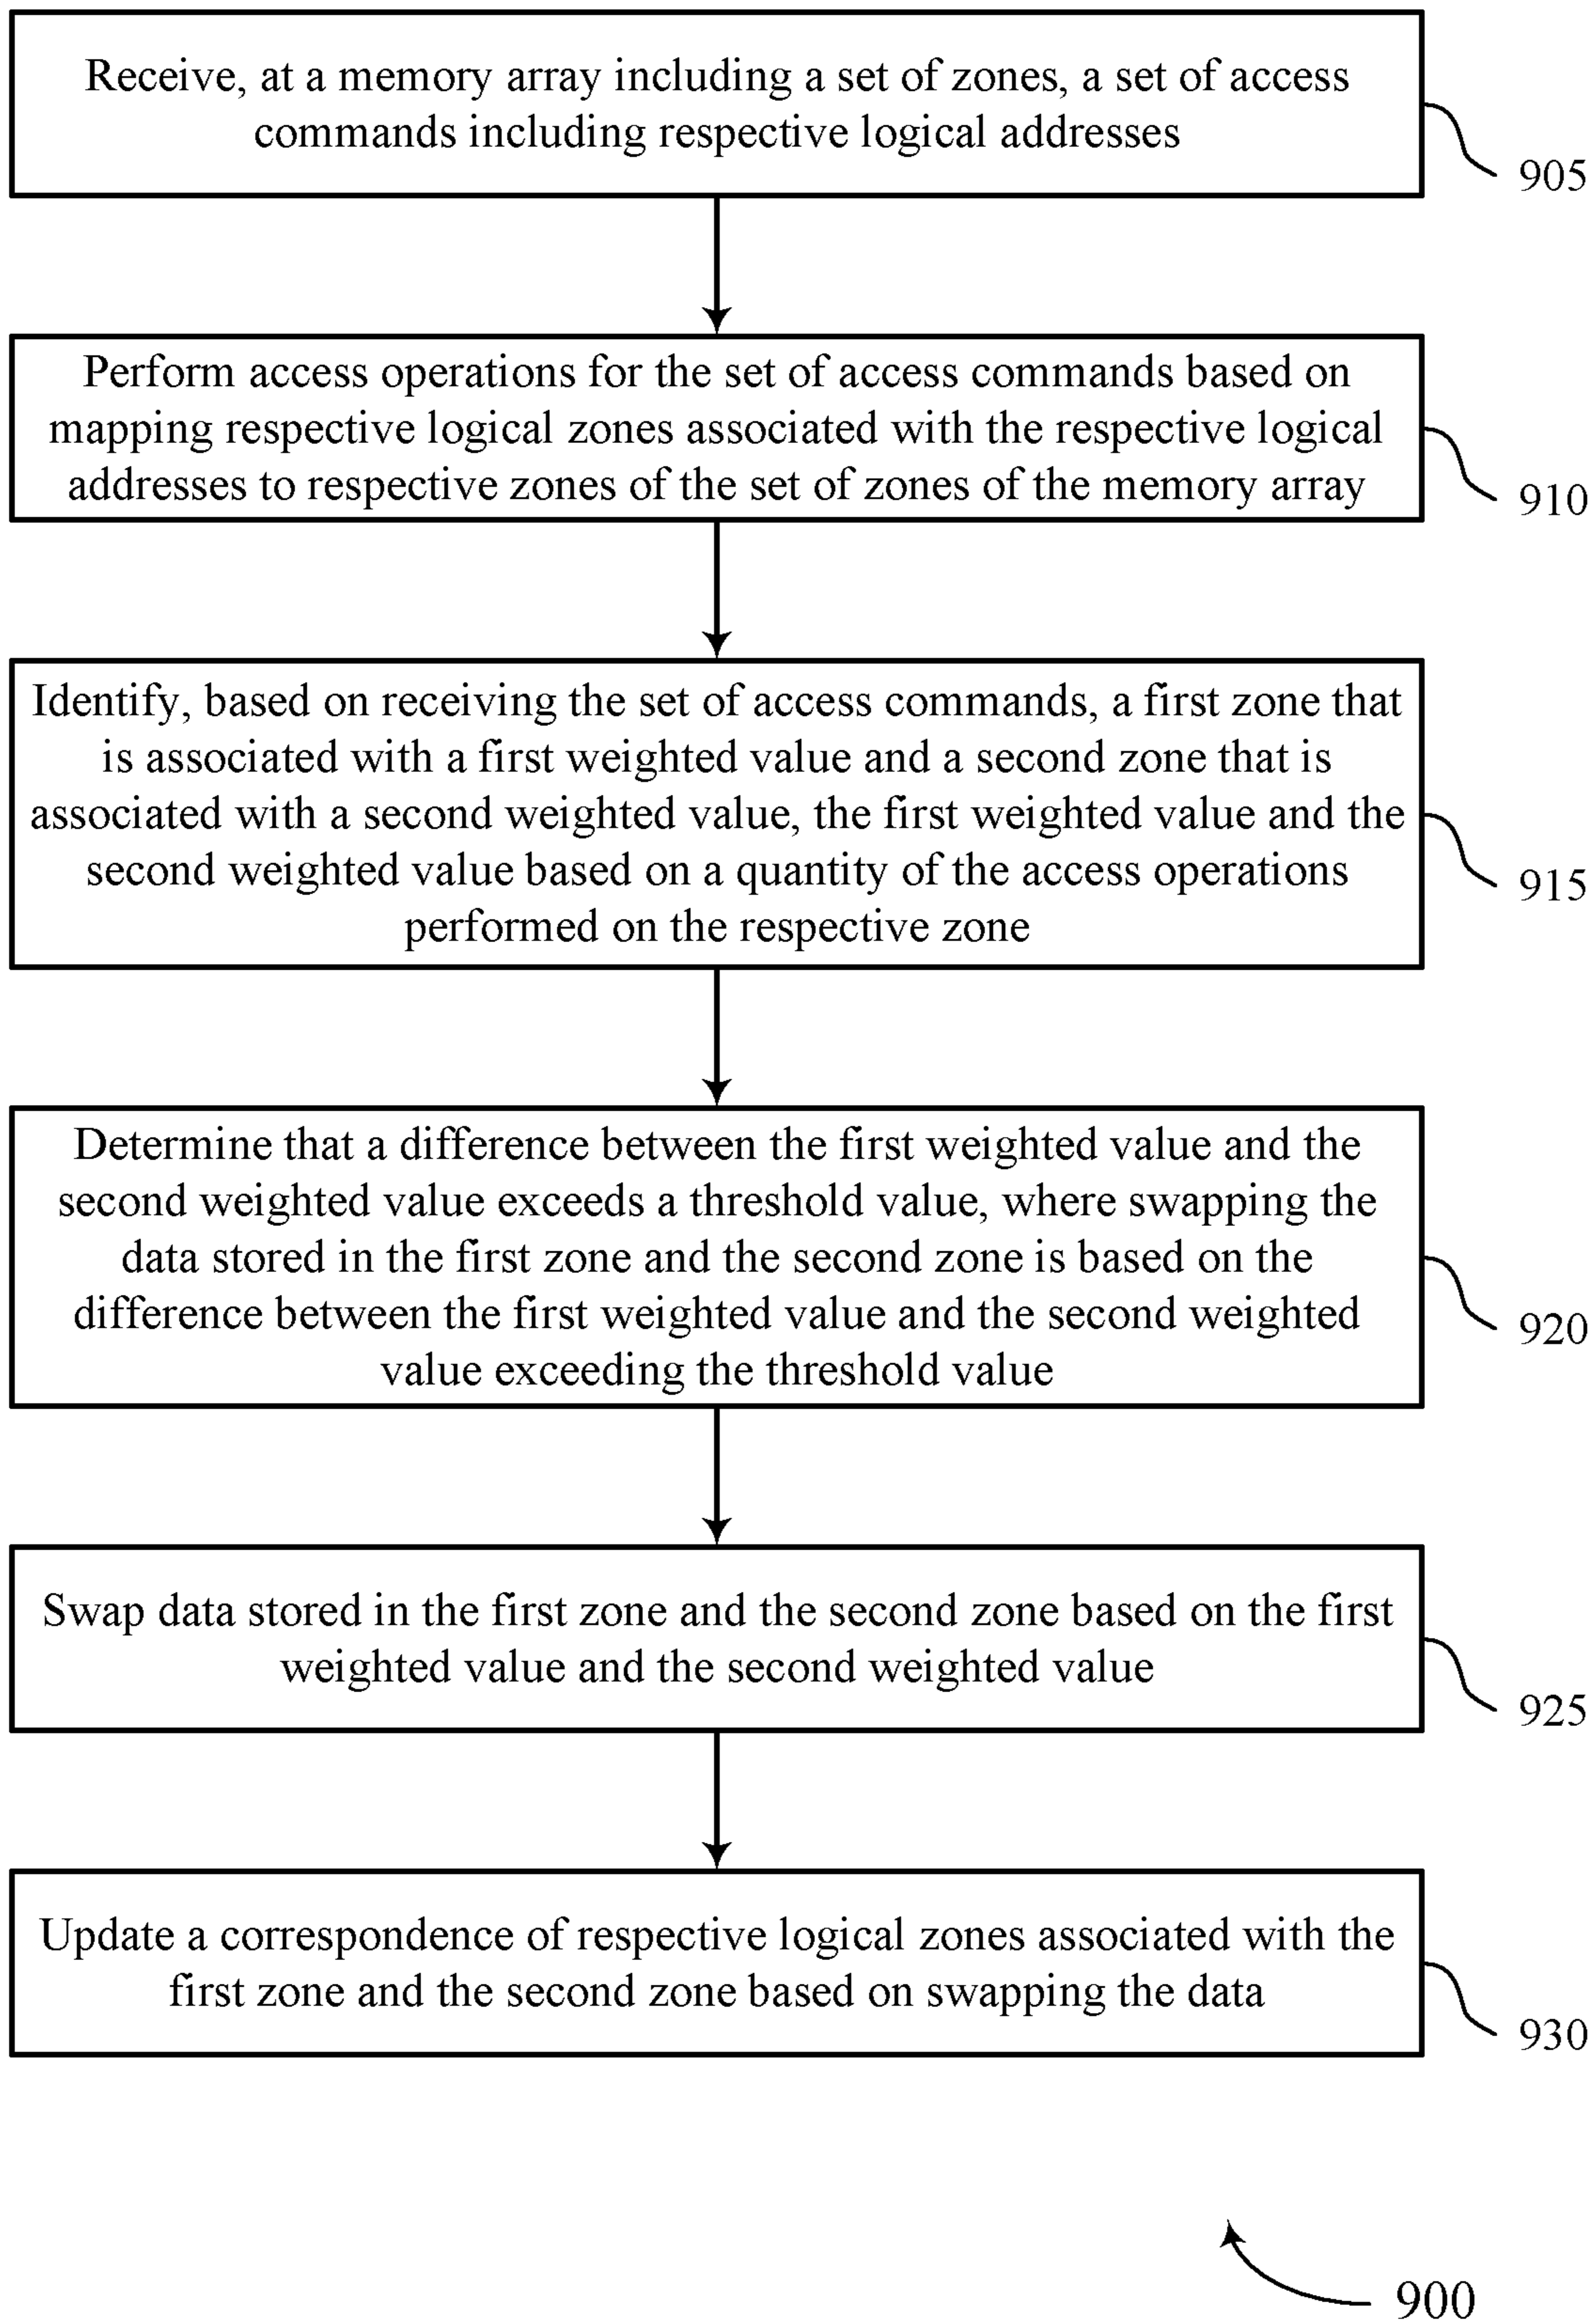 Receive, at a memory array including a set of zones, a set of access
commands including respective logical addresses
905
Perform access operations for the set of access commands based on
mapping respective logical zones associated with the respective logical
addresses to respective zones of the set of zones of the memory array
910
Identify, based on receiving the set of access commands, a first zone that
is associated with a first weighted value and a second zone that is
associated with a second weighted value, the first weighted value and the
second weighted value based on a quantity of the access operations
performed on the respective zone
915
Determine that a difference between the first weighted value and the
second weighted value exceeds a threshold value, where swapping the
data stored in the first zone and the second zone is based on the
difference between the first weighted value and the second weighted
value exceeding the threshold value
920
Swap data stored in the first zone and the second zone based on the first
weighted value and the second weighted value
925
Update a correspondence of respective logical zones associated with the
first zone and the second zone based on swapping the data
930
900